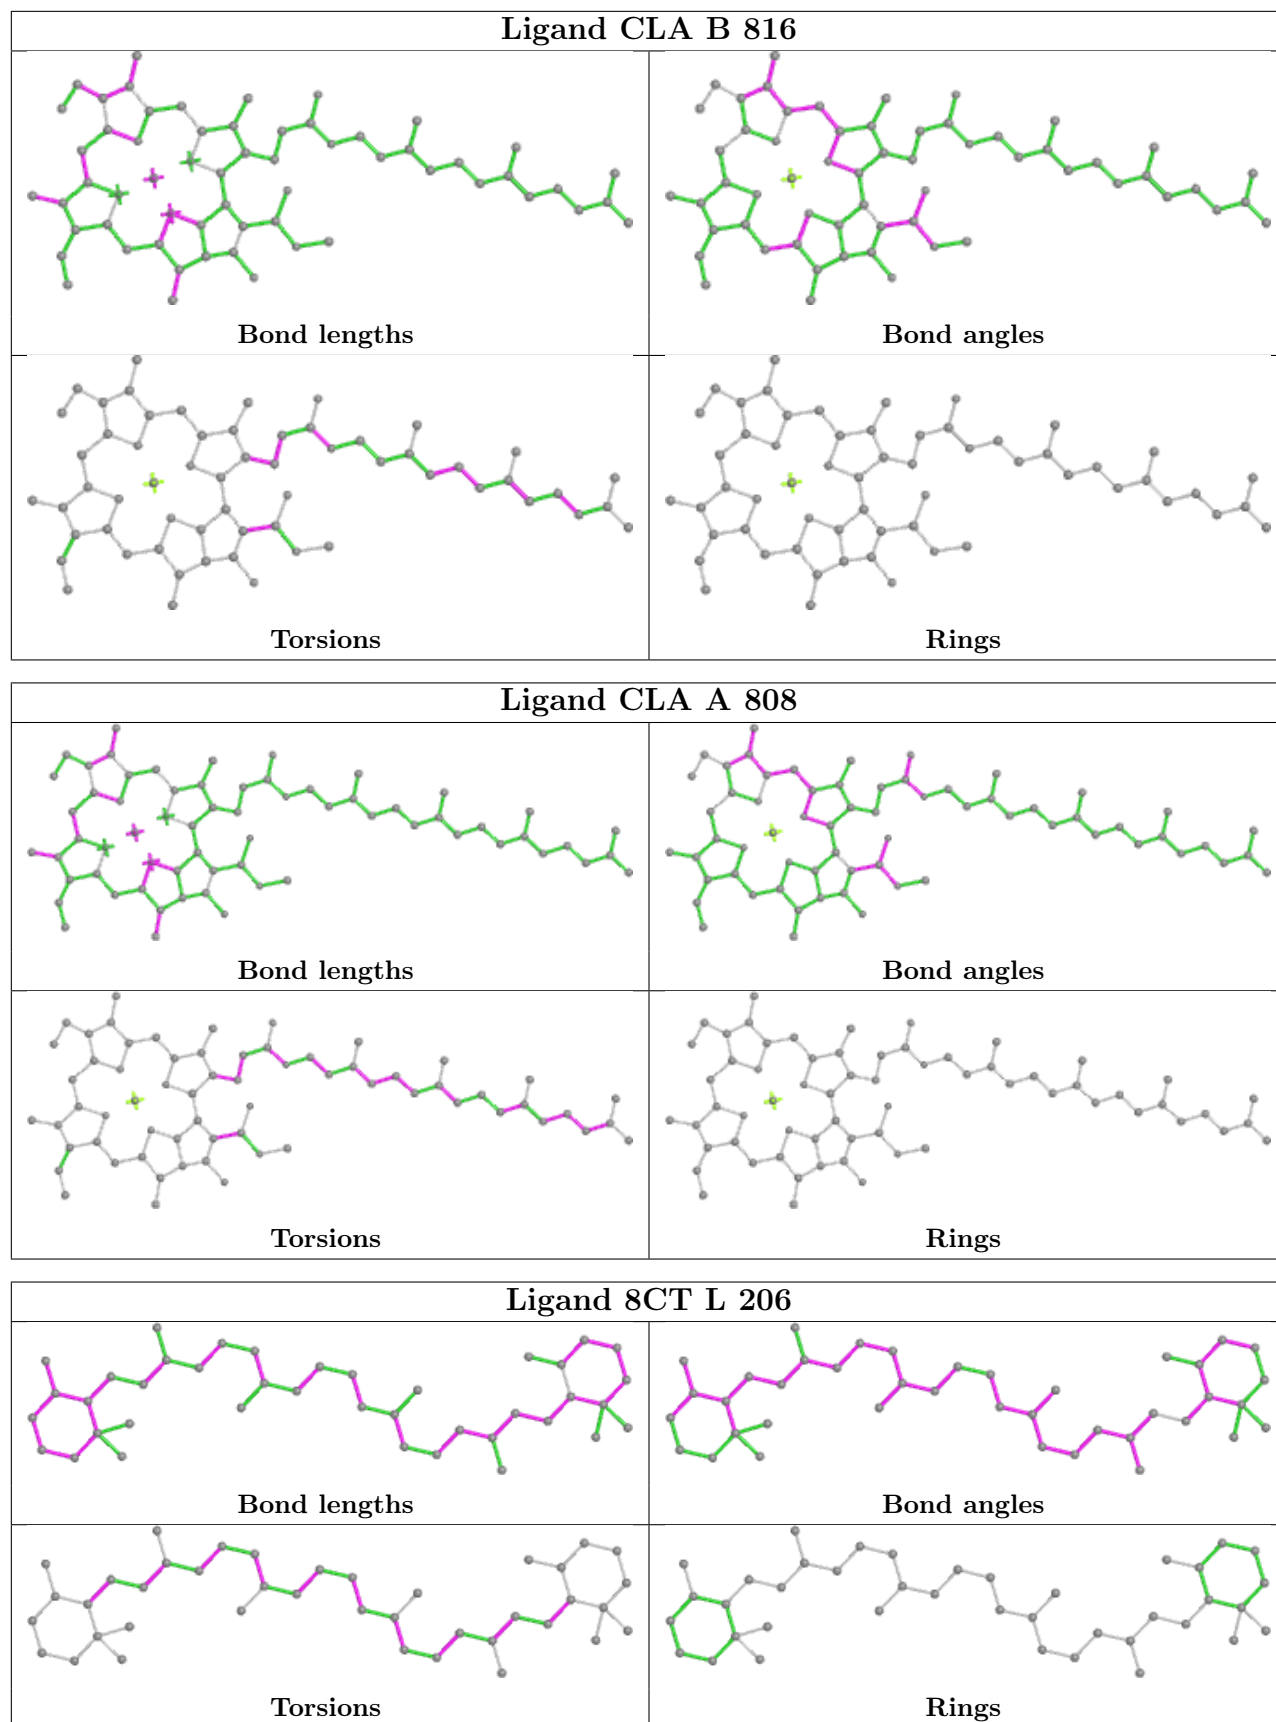 Ligand CLA B 816
Bond lengths
Bond angles
Torsions
Rings
Ligand CLA A 808
Bond lengths
Bond angles
Torsions
Rings
Ligand 8CT L 206
Bond lengths
Bond angles
Torsions
Rings